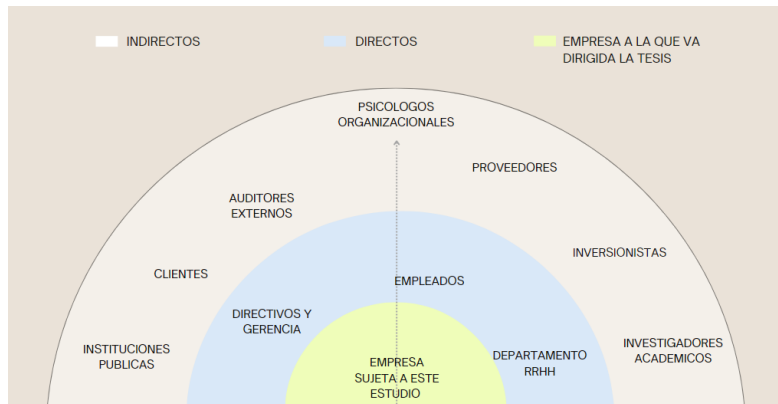 INDIRECTOS
DIRECTOS
EMPRESA A LA QUE VA
DIRIGIDA LA TESIS
PSICOLOGOS
ORGANIZACIONALES
PROVEEDORES
AUDITORES
EXTERNOS
INVERSIONISTAS
CLIENTES
EMPLEADOS
DIRECTIVOS Y
GERENCIA
INSTITUCIONES
PUBLICAS
INVESTIGADORES
ACADEMICOS
DEPARTAMENTO
RRHH
EMPRESA
SUJETA A ESTE
ESTUDIO